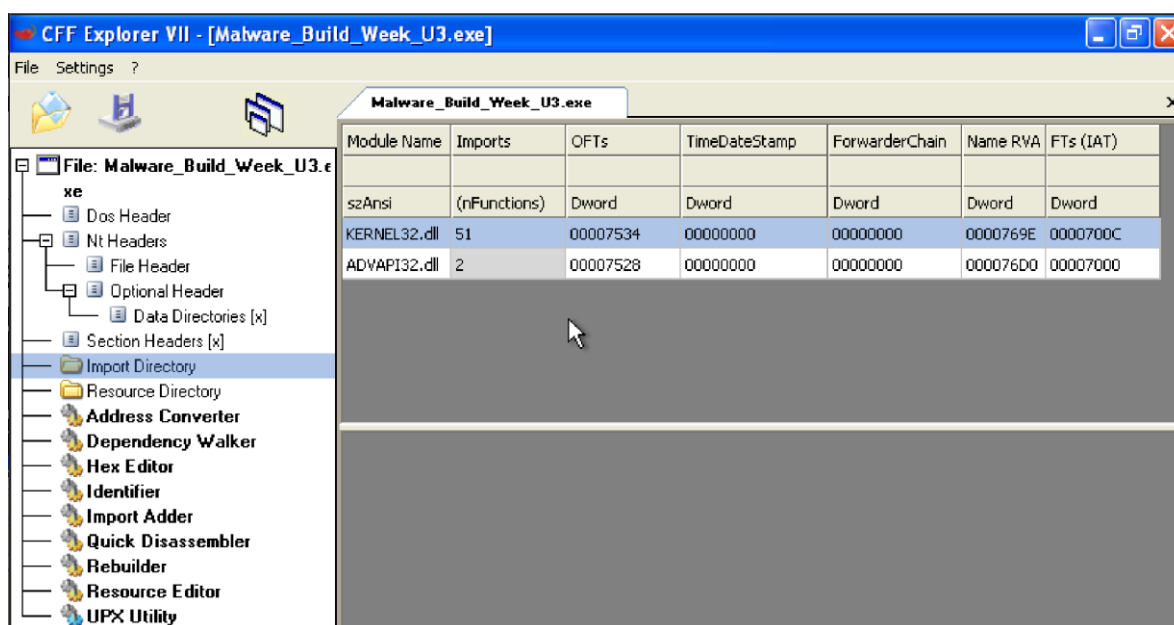 CFF Explorer VII - [Malware_Build_Week_U3.exe]
File Settings ?
Malware_Build_Week_U3.exe
File: Malware_Build_Week_U3.e
xe
Dos Header
Nt Headers
File Header
Optional Header
Data Directories [x]
Section Headers [x]
Import Directory
Resource Directory
Address Converter
Dependency Walker
Hex Editor
Identifier
Import Adder
Quick Disassembler
Rebuilder
Resource Editor
UPX Utility
Module Name Imports OFTs TimeDateStamp ForwarderChain Name RVA FTs (IAT)
szAnsi (nFunctions) Dword Dword Dword Dword Dword
KERNEL32.dll 51 00007534 00000000 00000000 0000769E 0000700C
ADVAPI32.dll 2 00007528 00000000 00000000 000076D0 00007000